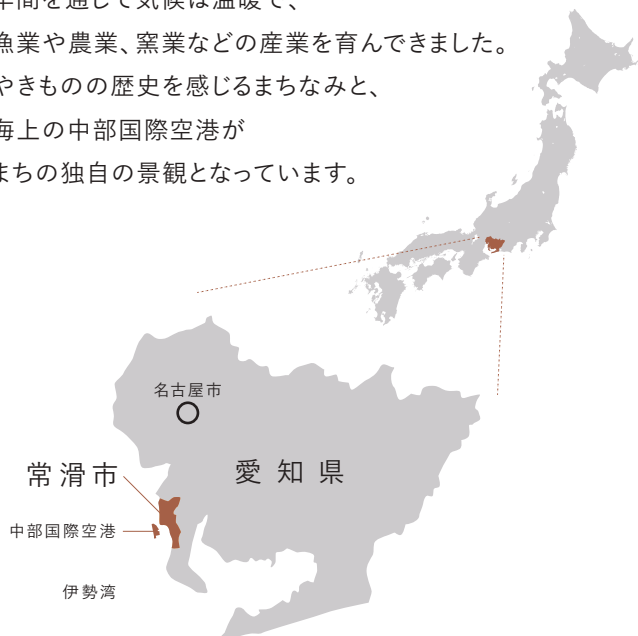 年間を通じて気候は温暖で、
漁業や農業、窯業などの産業を育んできました。
やきものの歴史を感じるまちなみと、
海上の中部国際空港が
まちの独自の景観となっています。
名古屋市
愛知県
常滑市
中部国際空港
伊勢湾